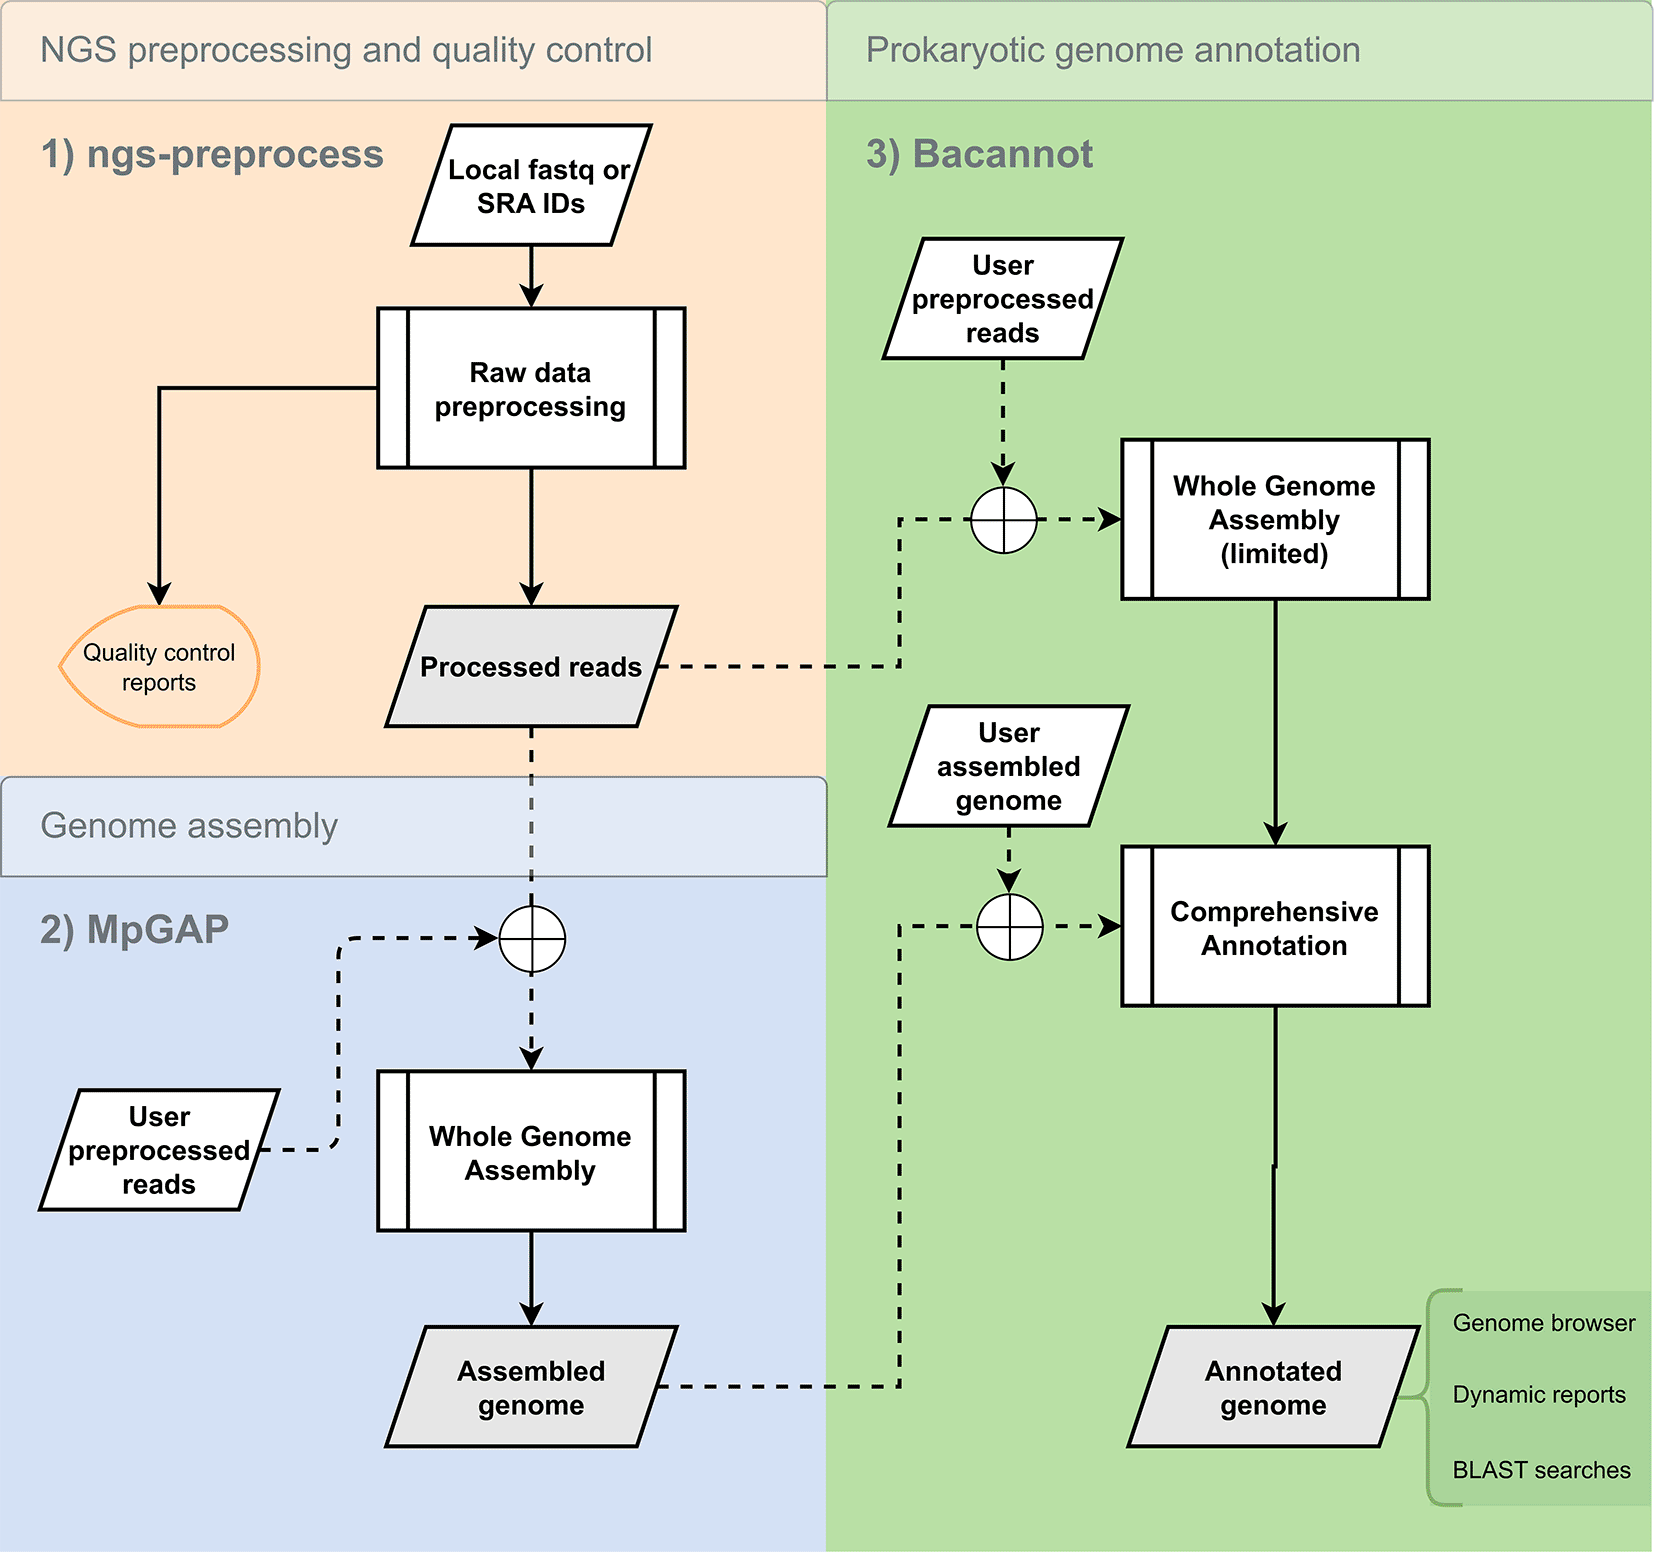 NGS preprocessing and quality control
1) ngs-preprocess
Local fastq or
SRA IDs
Raw data
preprocessing
Quality control
reports
Processed reads
Genome assembly
2) MpGAP
User
preprocessed
reads
Whole Genome
Assembly
Assembled
genome
Prokaryotic genome annotation
3) Bacannot
User
preprocessed
reads
Whole Genome
Assembly
(limited)
User
assembled
genome
Comprehensive
Annotation
Annotated
genome
Genome browser
Dynamic reports
BLAST searches